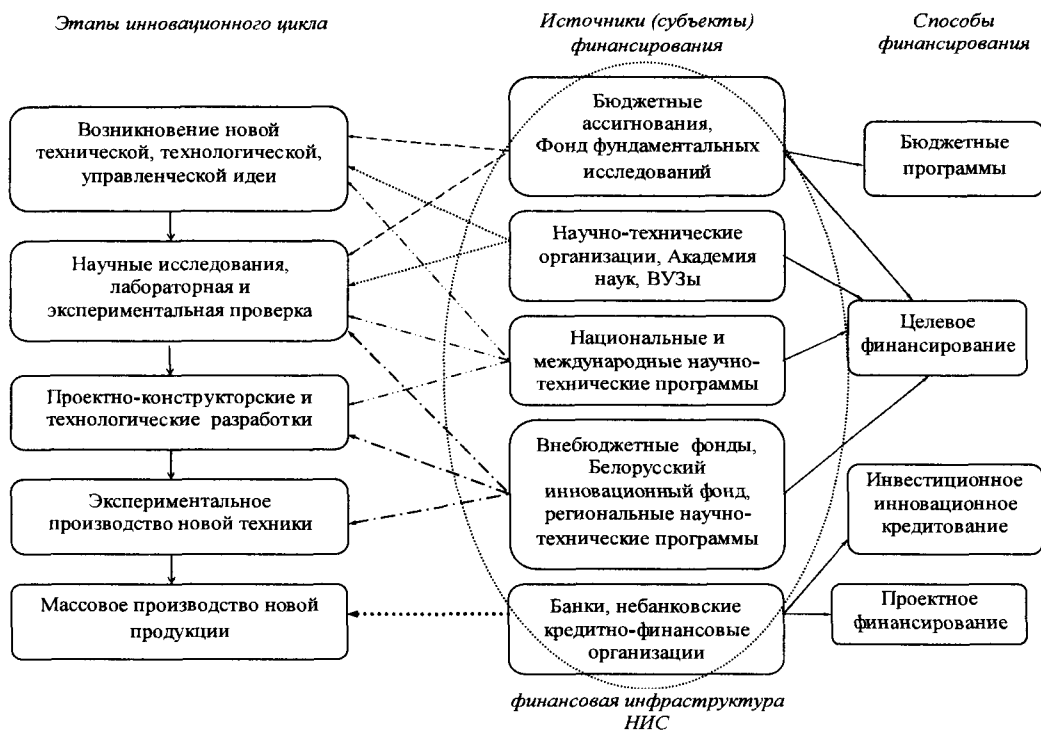 Этапы инновационного цикла
Источники (субъекты)
финансирования
Способы
финансирования
Возникновение новой
технической, технологической,
управленческой идеи
Научные исследования,
лабораторная и
экспериментальная проверка
Проектно-конструкторские и
технологические разработки
Экспериментальное
производство новой техники
Массовое производство новой
продукции
Бюджетные
ассигнования,
Фонд фундаментальных
исследований
Научно-технические
организации, Академия
наук, ВУЗы
Национальные и
международные научно-
технические программы
Внебюджетные фонды,
Белорусский
инновационный фонд,
региональные научно-
технические программы
Банки, небанковские
кредитно-финансовые
организации
финансовая инфраструктура
НИС
Бюджетные
программы
Целевое
финансирование
Инвестиционное
инновационное
кредитование
Проектное
финансирование